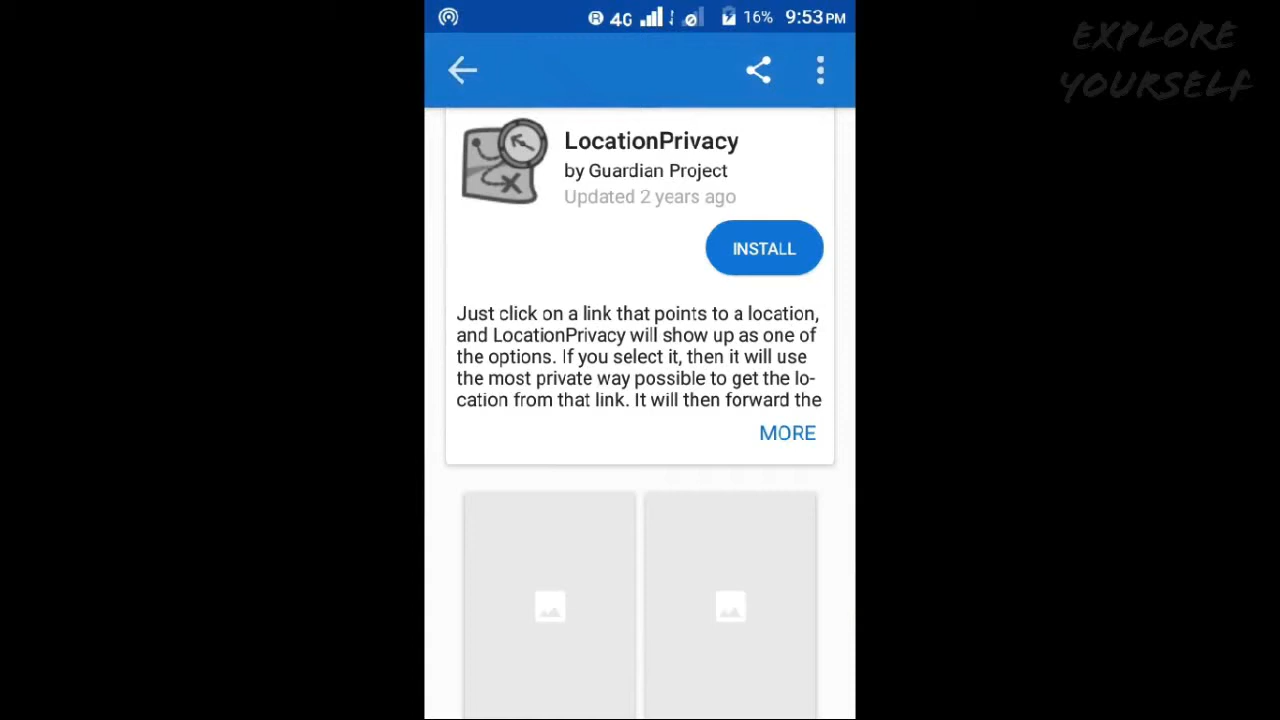 R 4G 16% 9:53PM
EXPLORE
YOURSELF
LocationPrivacy
by Guardian Project
Updated 2 years ago
INSTALL
Just click on a link that points to a location,
and LocationPrivacy will show up as one of
the options. If you select it, then it will use
the most private way possible to get the lo-
cation from that link. It will then forward the
MORE